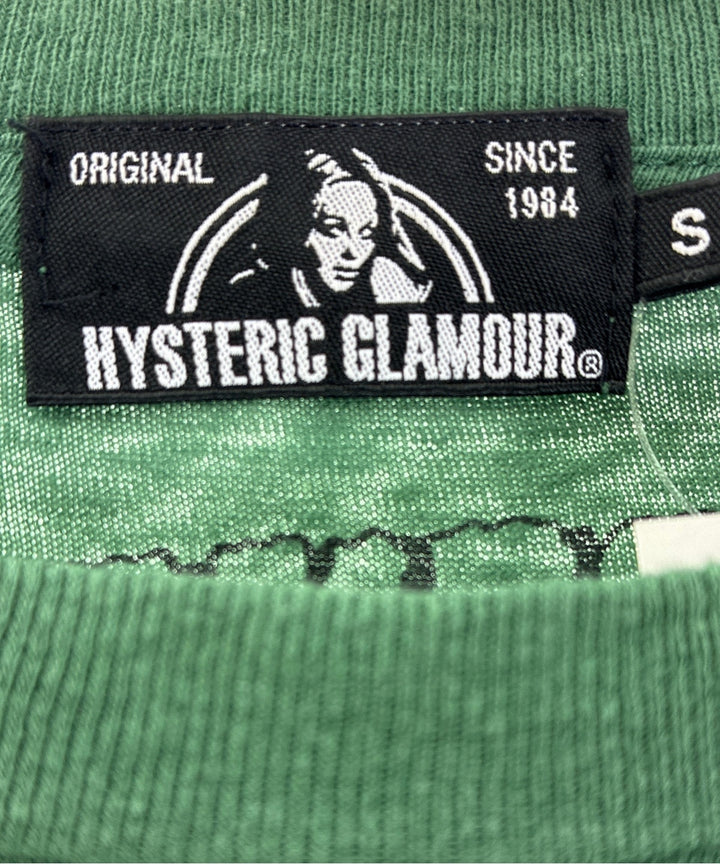 ORIGINAL
SINCE
1984
S
HYSTERIC GLAMOUR®